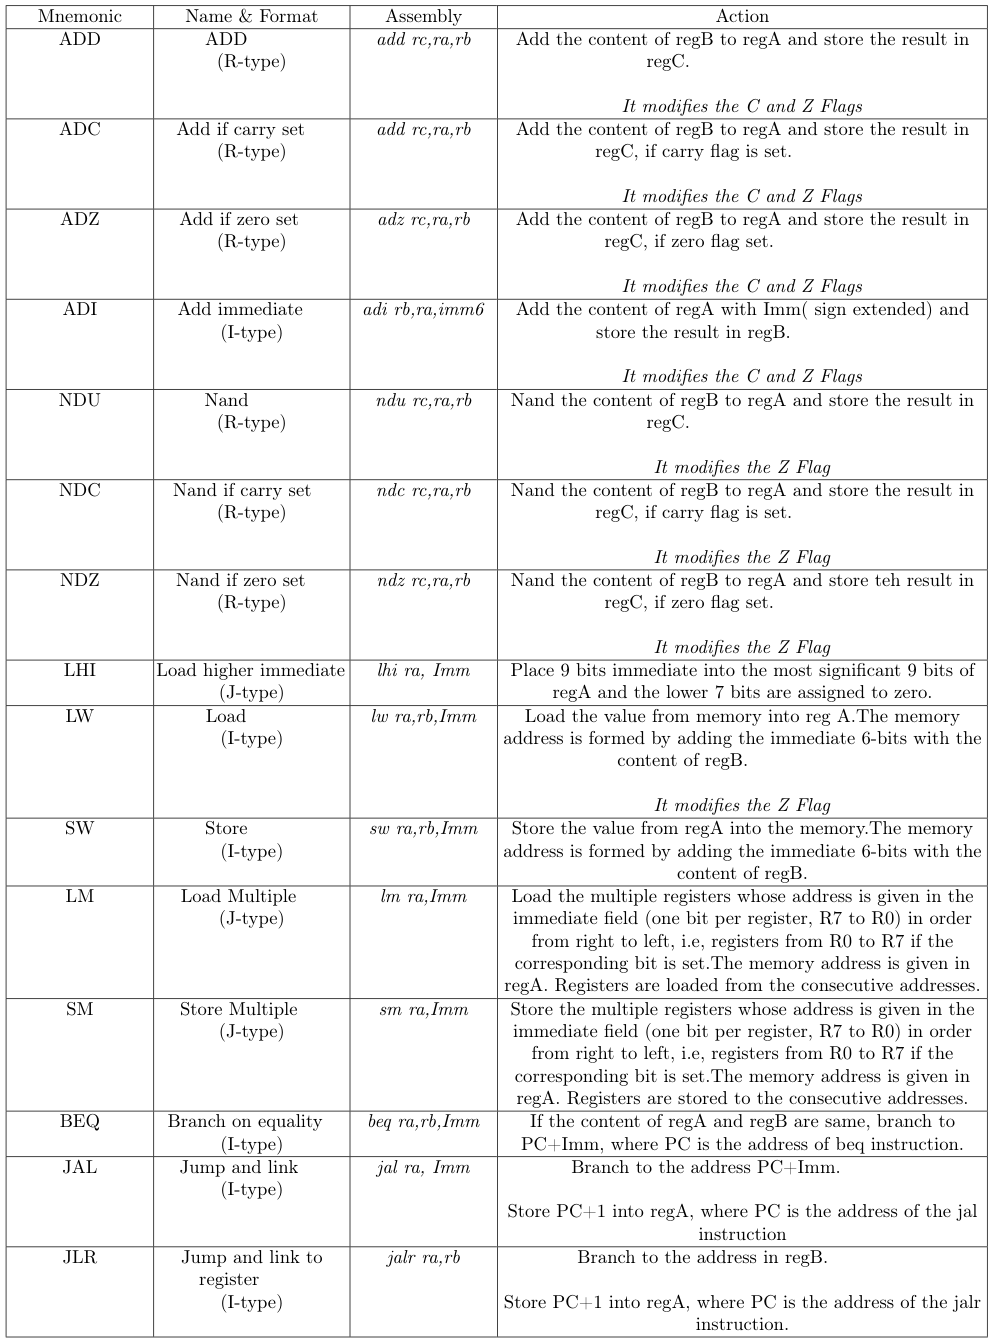 Mnemonic Name & Format Assembly Action
ADD ADD add rc,ra,rb Add the content of regB to regA and store the result in
(R-type) regC.
It modifies the C and Z Flags
ADC Add if carry set add rc,ra,rb Add the content of regB to regA and store the result in
(R-type) regC, if carry flag is set.
It modifies the C and Z Flags
ADZ Add if zero set adz rc,ra,rb Add the content of regB to regA and store the result in
(R-type) regC, if zero flag set.
It modifies the C and Z Flags
ADI Add immediate adi rb,ra,imm6 Add the content of regA with Imm( sign extended) and
(I-type) store the result in regB.
It modifies the C and Z Flags
NDU Nand ndu rc,ra,rb Nand the content of regB to regA and store the result in
(R-type) regC.
It modifies the Z Flag
NDC Nand if carry set ndc rc,ra,rb Nand the content of regB to regA and store the result in
(R-type) regC, if carry flag is set.
It modifies the Z Flag
NDZ Nand if zero set ndz rc,ra,rb Nand the content of regB to regA and store teh result in
(R-type) regC, if zero flag set.
It modifies the Z Flag
LHI Load higher immediate lhi ra, Imm Place 9 bits immediate into the most significant 9 bits of
(J-type) regA and the lower 7 bits are assigned to zero.
LW Load lw ra,rb,Imm Load the value from memory into reg A.The memory
(I-type) address is formed by adding the immediate 6-bits with the
content of regB.
It modifies the Z Flag
SW Store sw ra,rb,Imm Store the value from regA into the memory.The memory
(I-type) address is formed by adding the immediate 6-bits with the
content of regB.
LM Load Multiple lm ra,Imm Load the multiple registers whose address is given in the
(J-type) immediate field (one bit per register, R7 to R0) in order
from right to left, i.e, registers from R0 to R7 if the
corresponding bit is set.The memory address is given in
regA. Registers are loaded from the consecutive addresses.
SM Store Multiple sm ra,Imm Store the multiple registers whose address is given in the
(J-type) immediate field (one bit per register, R7 to R0) in order
from right to left, i.e, registers from R0 to R7 if the
corresponding bit is set.The memory address is given in
regA. Registers are stored to the consecutive addresses.
BEQ Branch on equality beq ra,rb,Imm If the content of regA and regB are same, branch to
(I-type) PC+Imm, where PC is the address of beq instruction.
JAL Jump and link jal ra, Imm Branch to the address PC+Imm.
(I-type)
Store PC+1 into regA, where PC is the address of the jal
instruction
JLR Jump and link to jalr ra,rb Branch to the address in regB.
register
(I-type) Store PC+1 into regA, where PC is the address of the jalr
instruction.